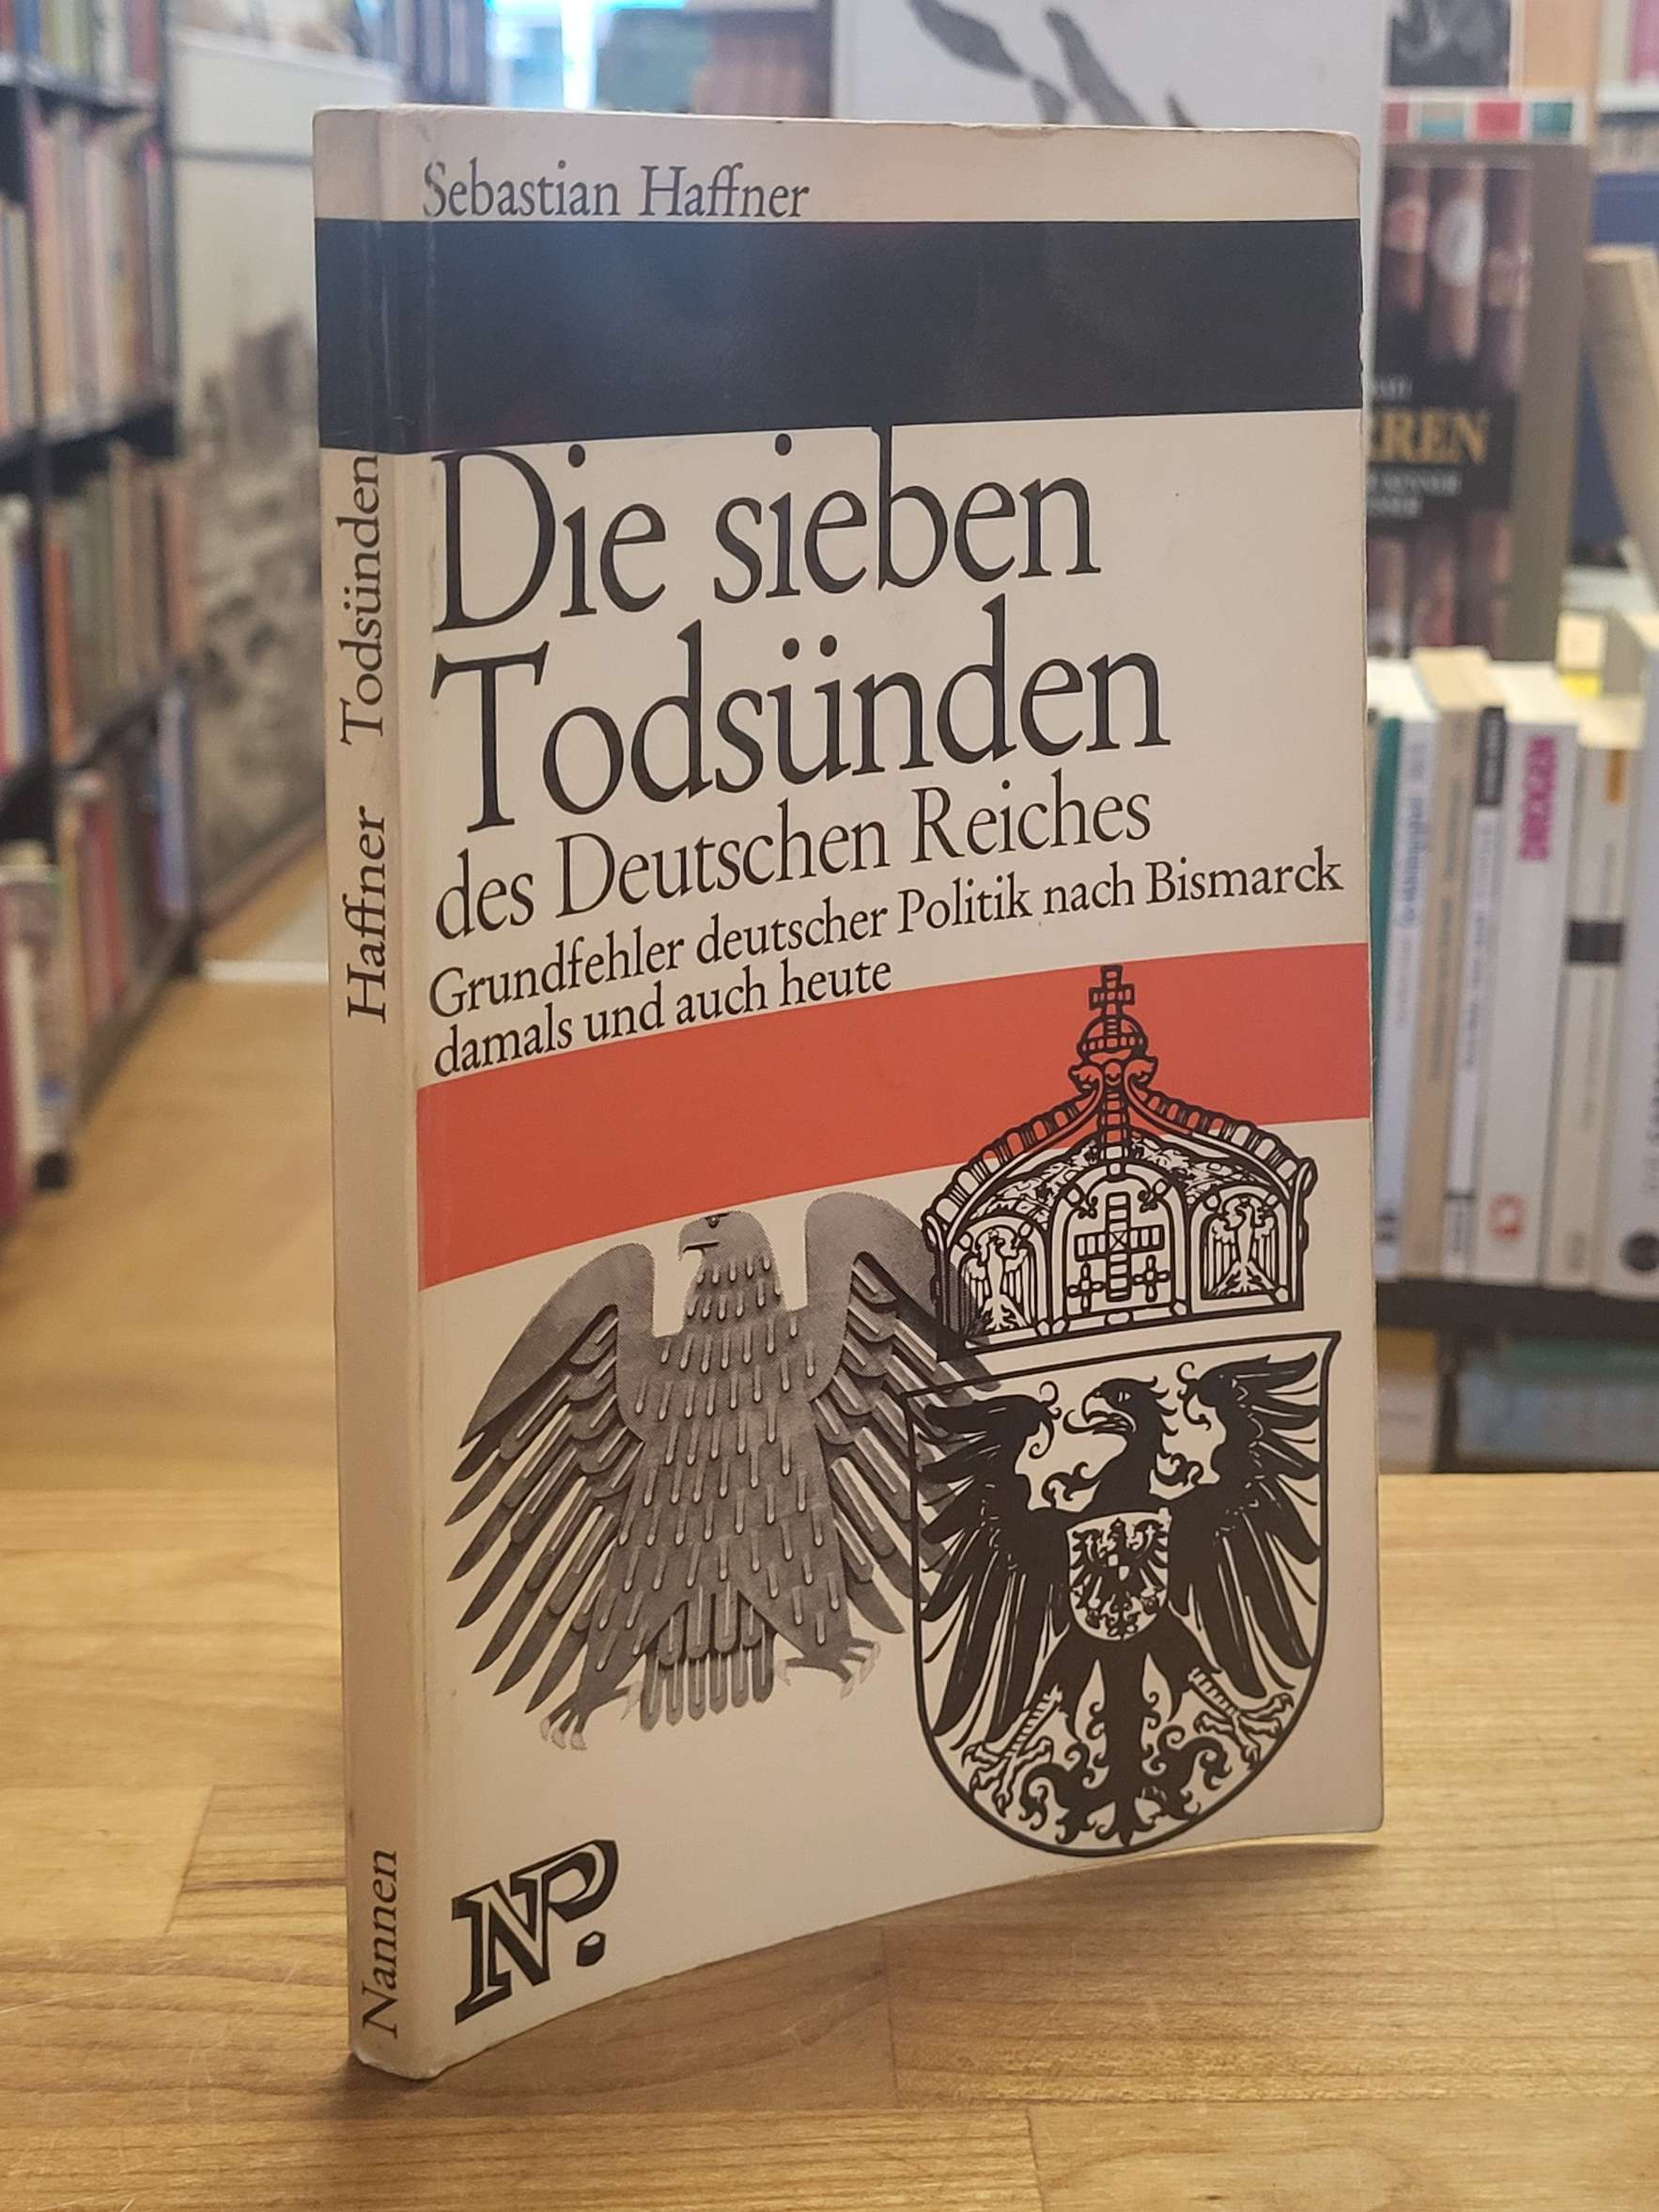 Sebastian Haffner
Die sieben
Todsünden
des Deutschen Reiches
Grundfehler deutscher Politik nach Bismarck
damals und auch heute
NP.
Haffner Todsünden
Nannen